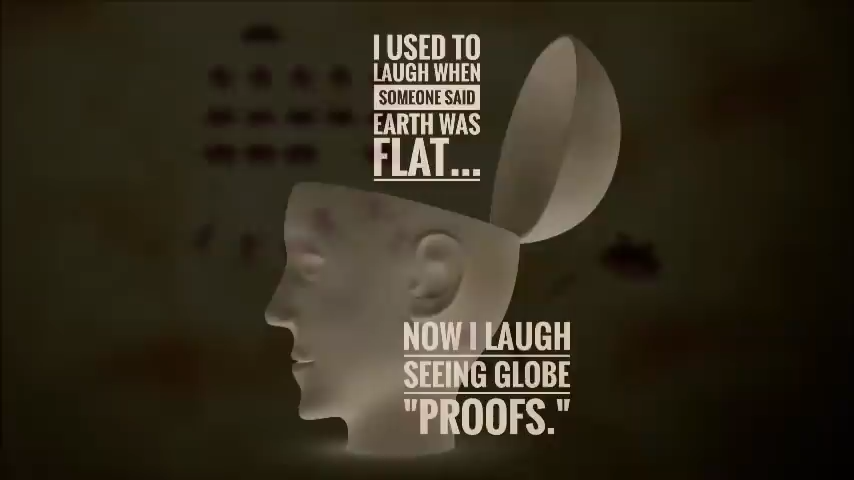 I USED TO
LAUGH WHEN
SOMEONE SAID
EARTH WAS
FLAT...
NOW I LAUGH
SEEING GLOBE
"PROOFS."